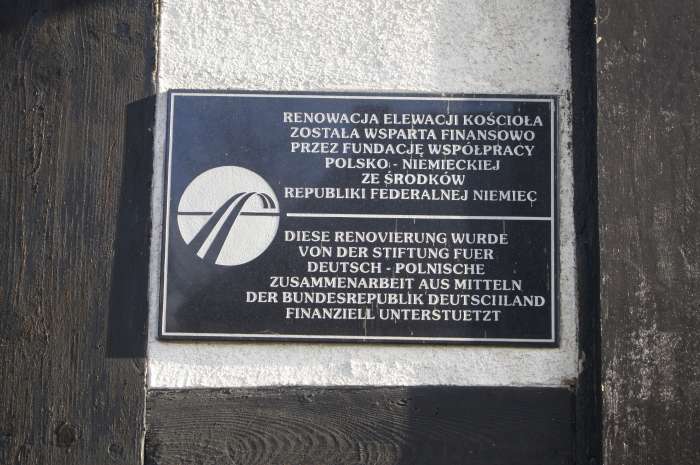 RENOWACJA ELEWACJI KOŚCIOŁA
ZOSTAŁA WSPARTA FINANSOWO
PRZEZ FUNDACJĘ WSPÓŁPRACY
POLSKO - NIEMIECKIEJ
ZE ŚRODKÓW
REPUBLIKI FEDERALNEJ NIEMIEC
DIESE RENOVIERUNG WURDE
VON DER STIFTUNG FUER
DEUTSCH - POLNISCHE
ZUSAMMENARBEIT AUS MITTELN
DER BUNDESREPUBLIK DEUTSCHLAND
FINANZIELL UNTERSTUETZT